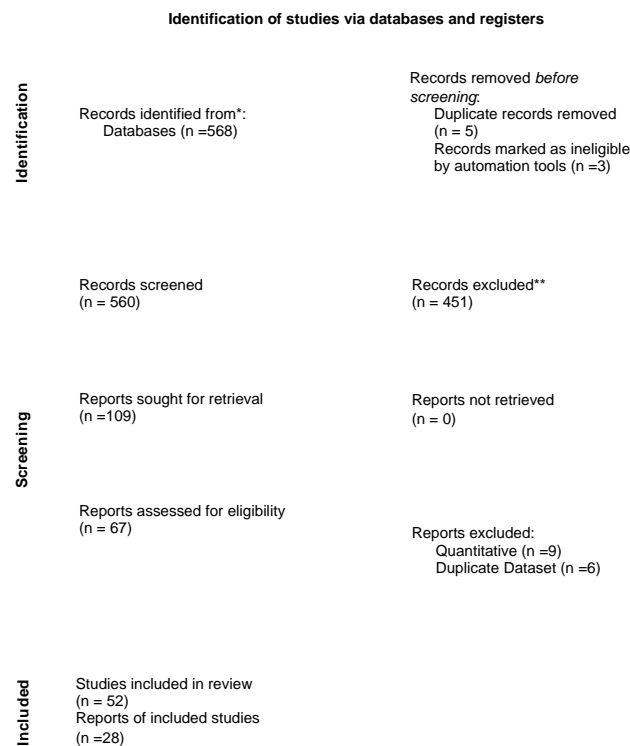 Identification of studies via databases and registers
Identification
Records identified from*:
Databases (n =568)
Records removed before
screening:
Duplicate records removed
(n = 5)
Records marked as ineligible
by automation tools (n =3)
Screening
Records screened
(n = 560)
Records excluded**
(n = 451)
Reports sought for retrieval
(n =109)
Reports not retrieved
(n = 0)
Reports assessed for eligibility
(n = 67)
Reports excluded:
Quantitative (n =9)
Duplicate Dataset (n =6)
Included
Studies included in review
(n = 52)
Reports of included studies
(n =28)